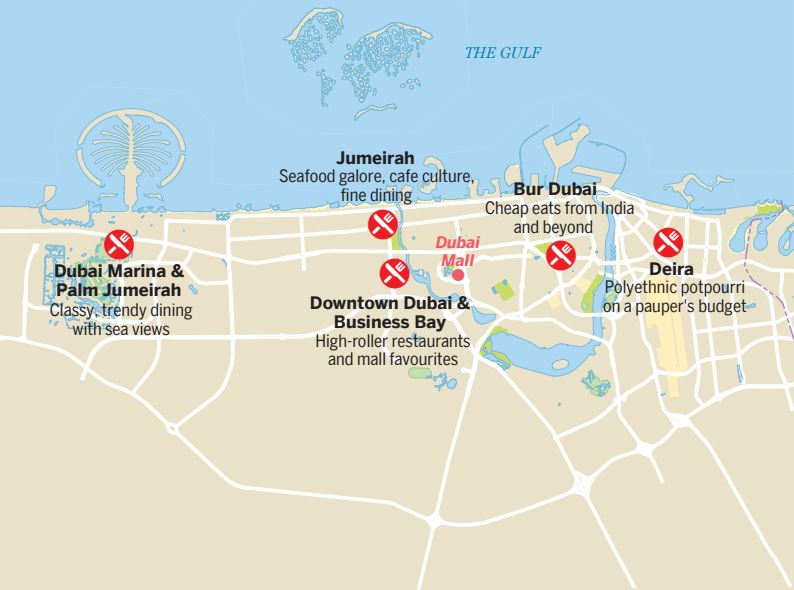 THE GULF
Jumeirah
Seafood galore, cafe culture,
fine dining
Bur Dubai
Cheap eats from India
and beyond
Dubai
Mall
Dubai Marina &
Palm Jumeirah
Classy, trendy dining
with sea views
Deira
Polyethnic potpourri
on a pauper's budget
Downtown Dubai &
Business Bay
High-roller restaurants
and mall favourites